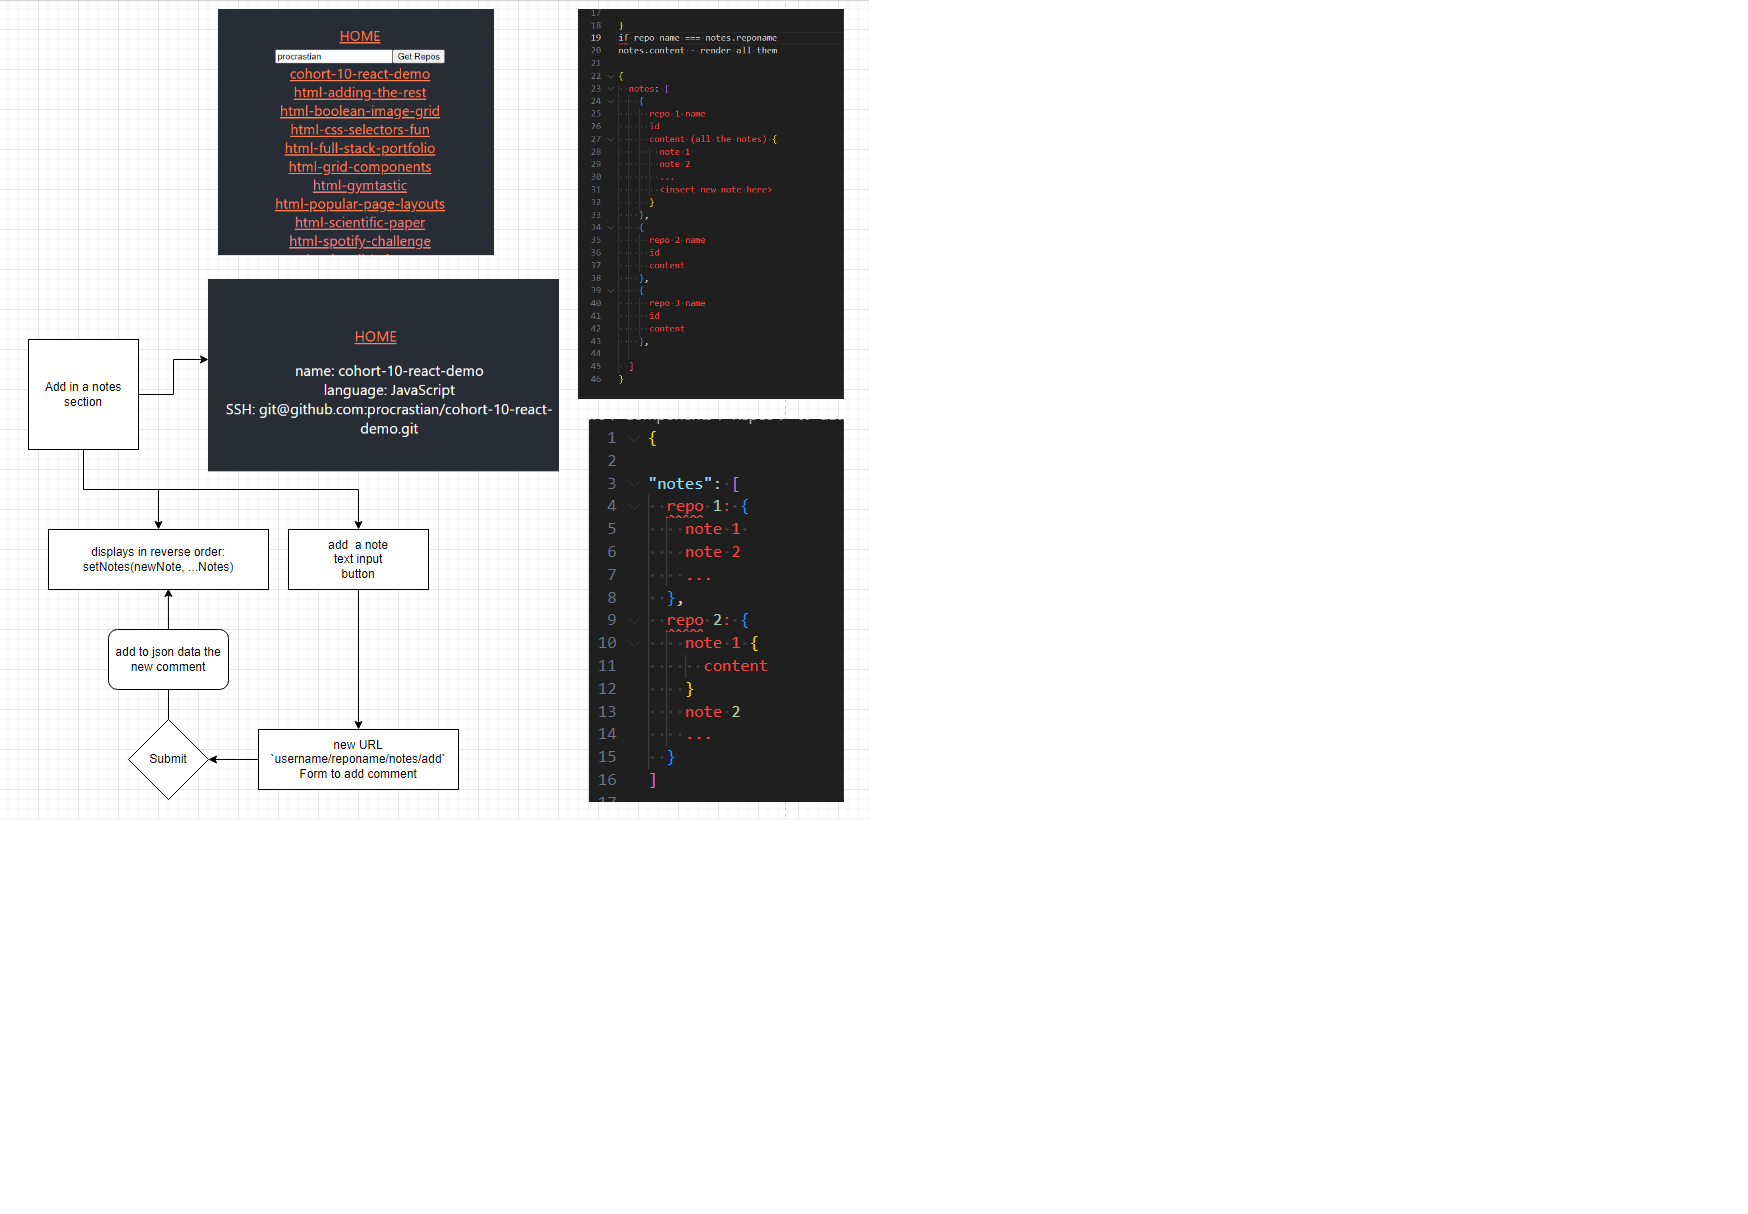 HOME
procrastian Get Repos
cohort-10-react-demo
html-adding-the-rest
html-boolean-image-grid
html-css-selectors-fun
html-full-stack-portfolio
html-grid-components
html-gymtastic
html-popular-page-layouts
html-scientific-paper
html-spotify-challenge
HOME
name: cohort-10-react-demo
language: JavaScript
SSH: git@github.com:procrastian/cohort-10-react-
demo.git
Add in a notes
section
displays in reverse order:
setNotes(newNote, ...Notes)
add a note
text input
button
add to json data the
new comment
Submit
new URL
`username/reponame/notes/add`
Form to add comment
17
18 }
19 if repo name === notes.reponame
20 notes.content - render all them
21
22 {
23 notes: [
24 {
25 repo 1 name
26 id
27 content (all the notes) {
28 note 1
29 note 2
30 ...
31 <insert new note here>
32 }
33 },
34 {
35 repo 2 name
36 id
37 content
38 },
39 {
40 repo 3 name
41 id
42 content
43 },
44
45 ]
46 }
1 {
2
3 "notes": [
4 repo 1: {
5 note 1
6 note 2
7 ...
8 },
9 repo 2: {
10 note 1 {
11 content
12 }
13 note 2
14 ...
15 }
16 ]
17